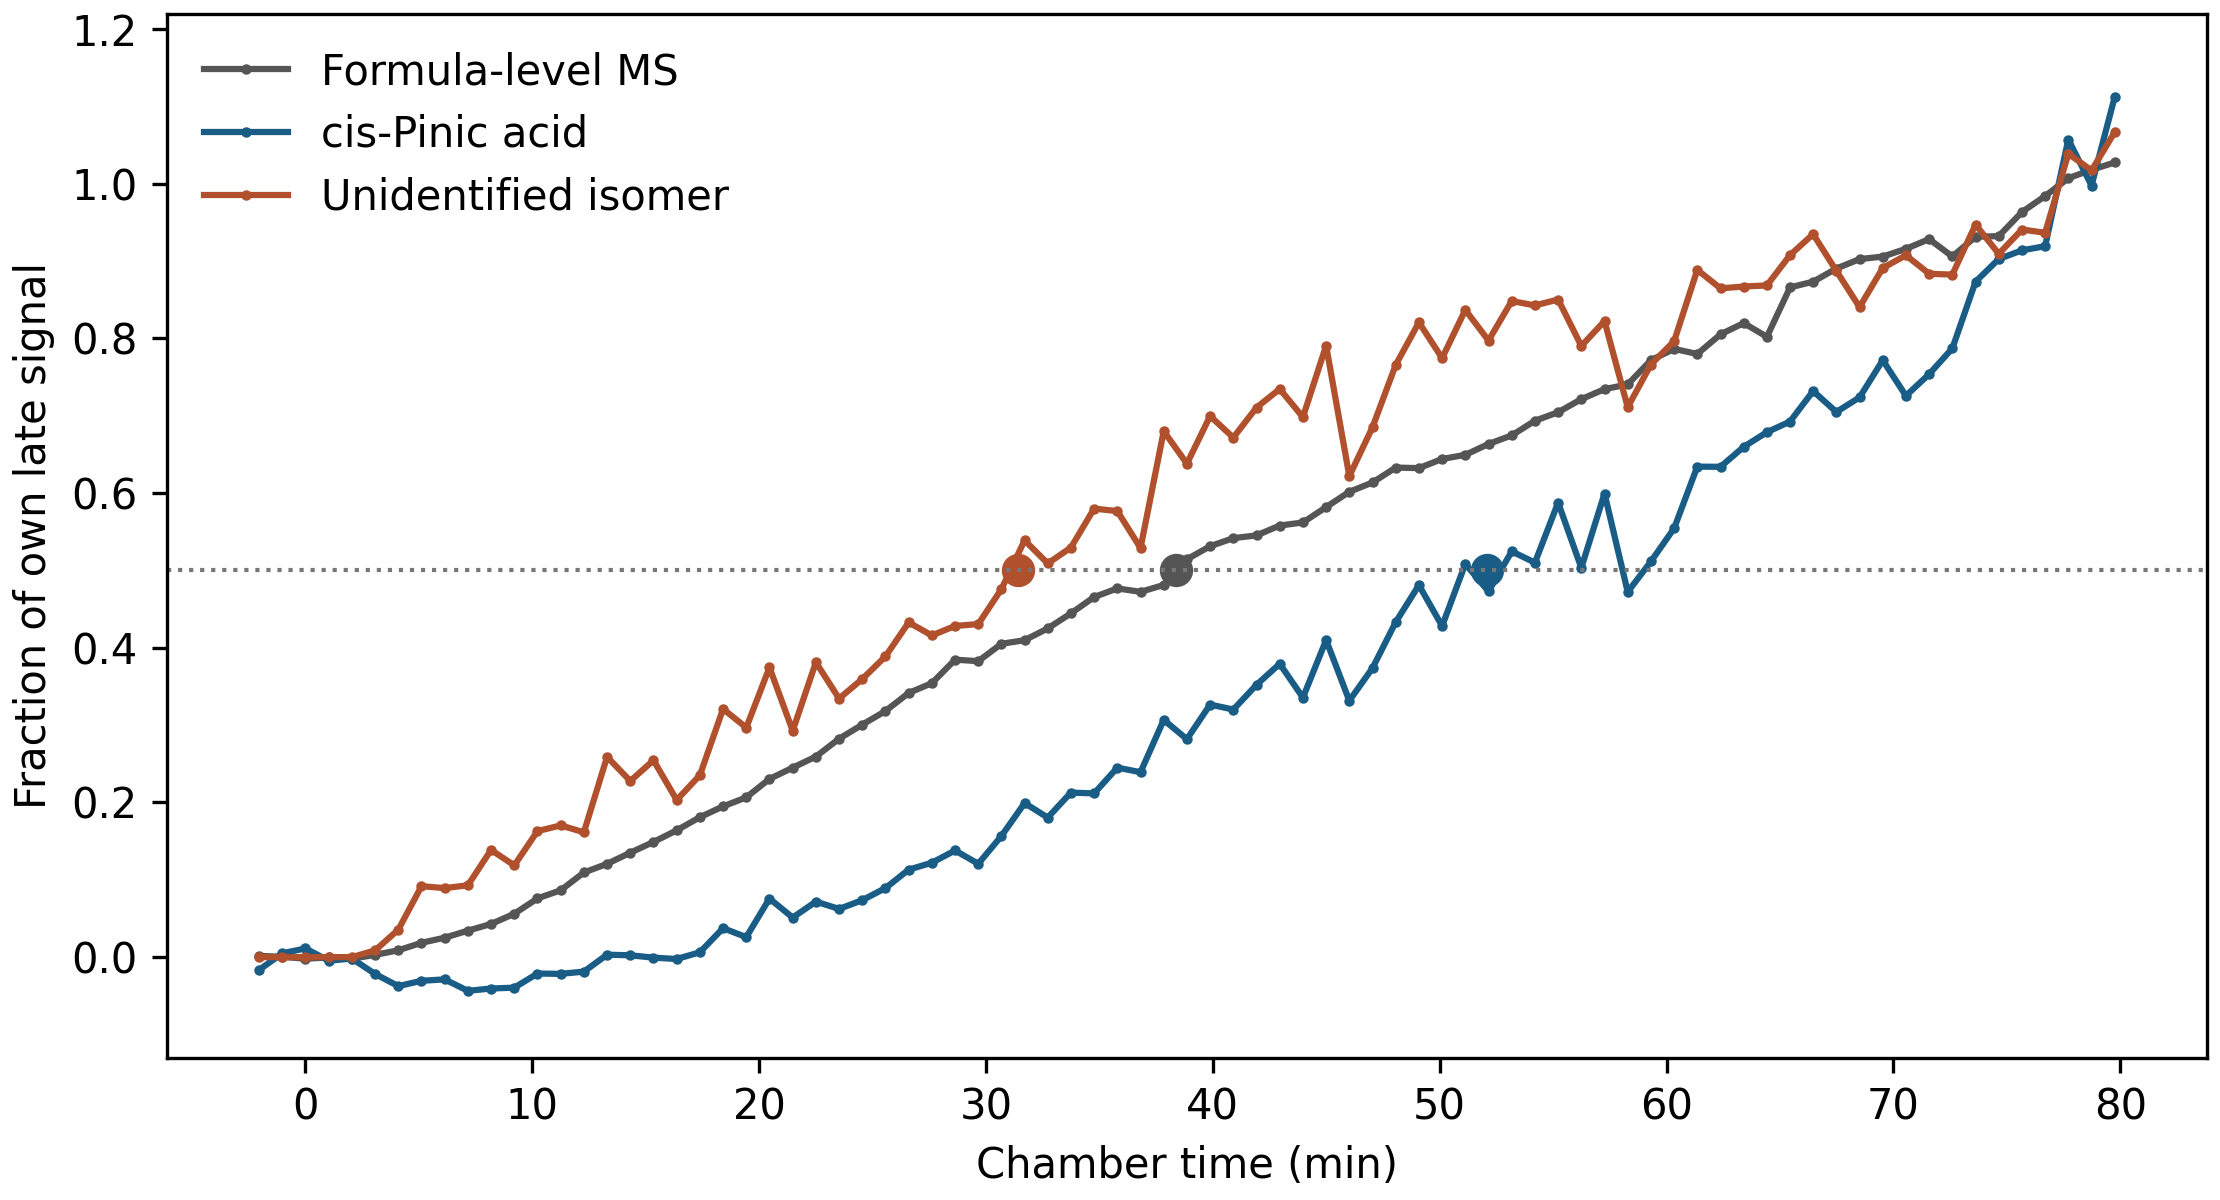 Formula-level MS
cis-Pinic acid
Unidentified isomer
Fraction of own late signal
1.2
1.0
0.8
0.6
0.4
0.2
0.0
0 10 20 30 40 50 60 70 80
Chamber time (min)